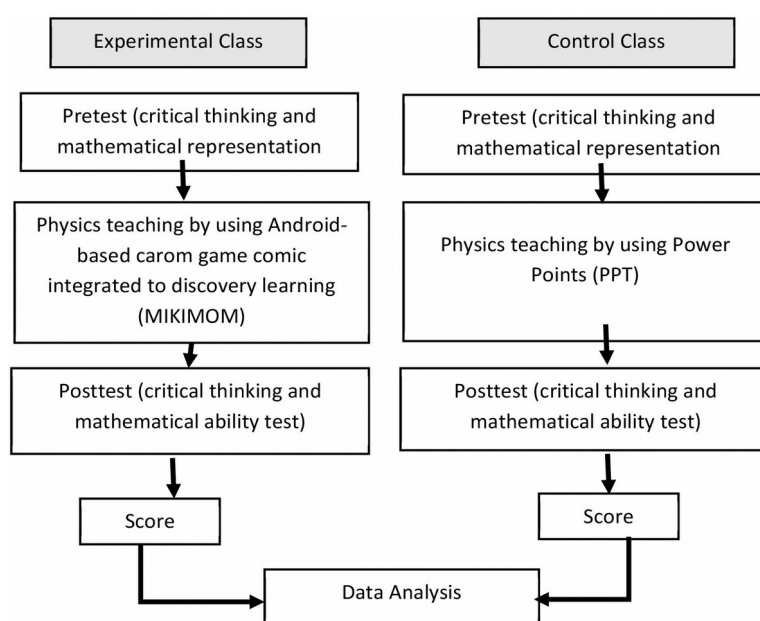 Experimental Class
Control Class
Pretest (critical thinking and
mathematical representation
Pretest (critical thinking and
mathematical representation
Physics teaching by using Android-
based carom game comic
integrated to discovery learning
(MIKIMOM)
Physics teaching by using Power
Points (PPT)
Posttest (critical thinking and
mathematical ability test)
Posttest (critical thinking and
mathematical ability test)
Score
Score
Data Analysis